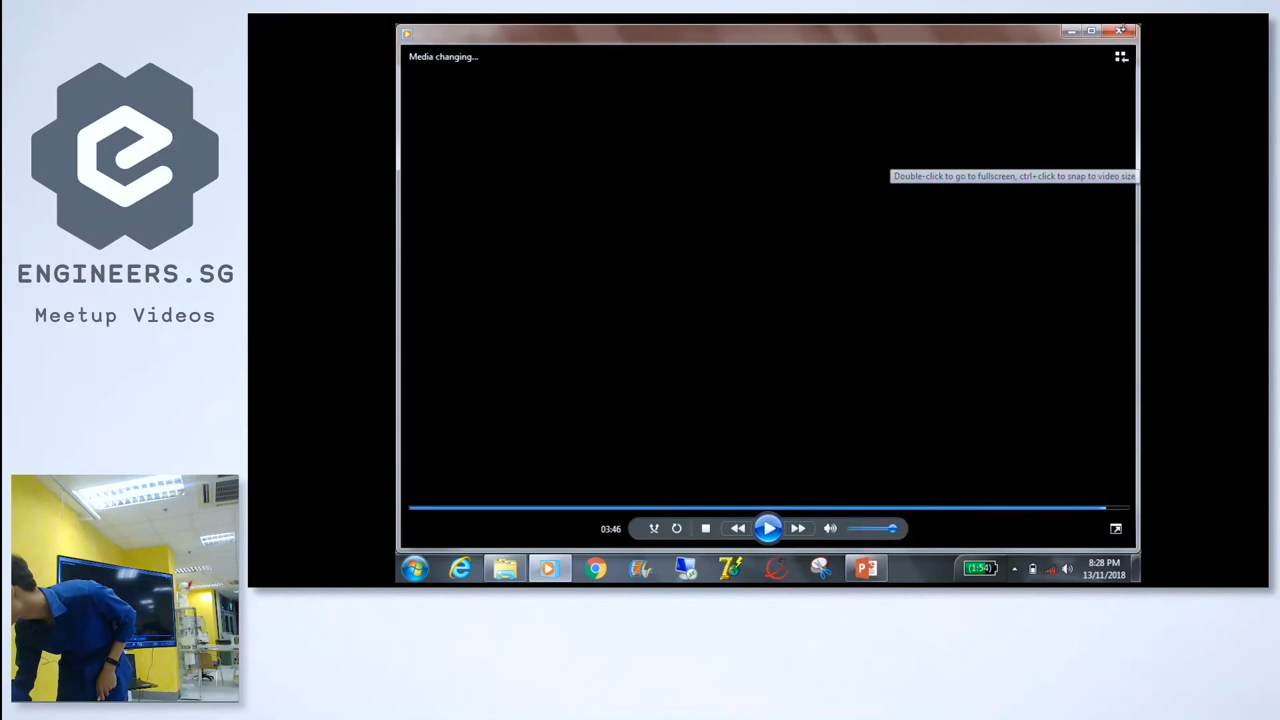 ENGINEERS.SG
Meetup Videos
Media changing...
Double-click to go to fullscreen, ctrl+click to snap to video size
03:46
(1:54)
8:28 PM
13/11/2018